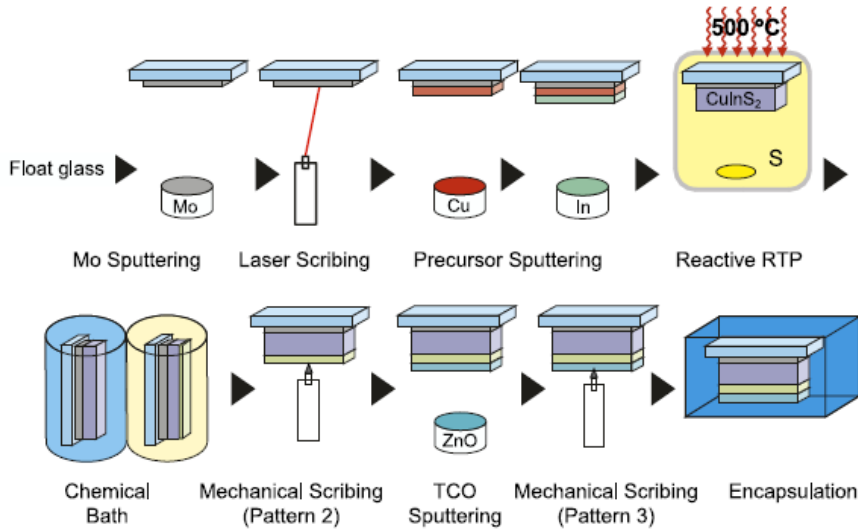 500 °C
CuInS₂
S
Float glass
Mo
Cu
In
Mo Sputtering
Laser Scribing
Precursor Sputtering
Reactive RTP
ZnO
Chemical
Bath
Mechanical Scribing
(Pattern 2)
TCO
Sputtering
Mechanical Scribing
(Pattern 3)
Encapsulation